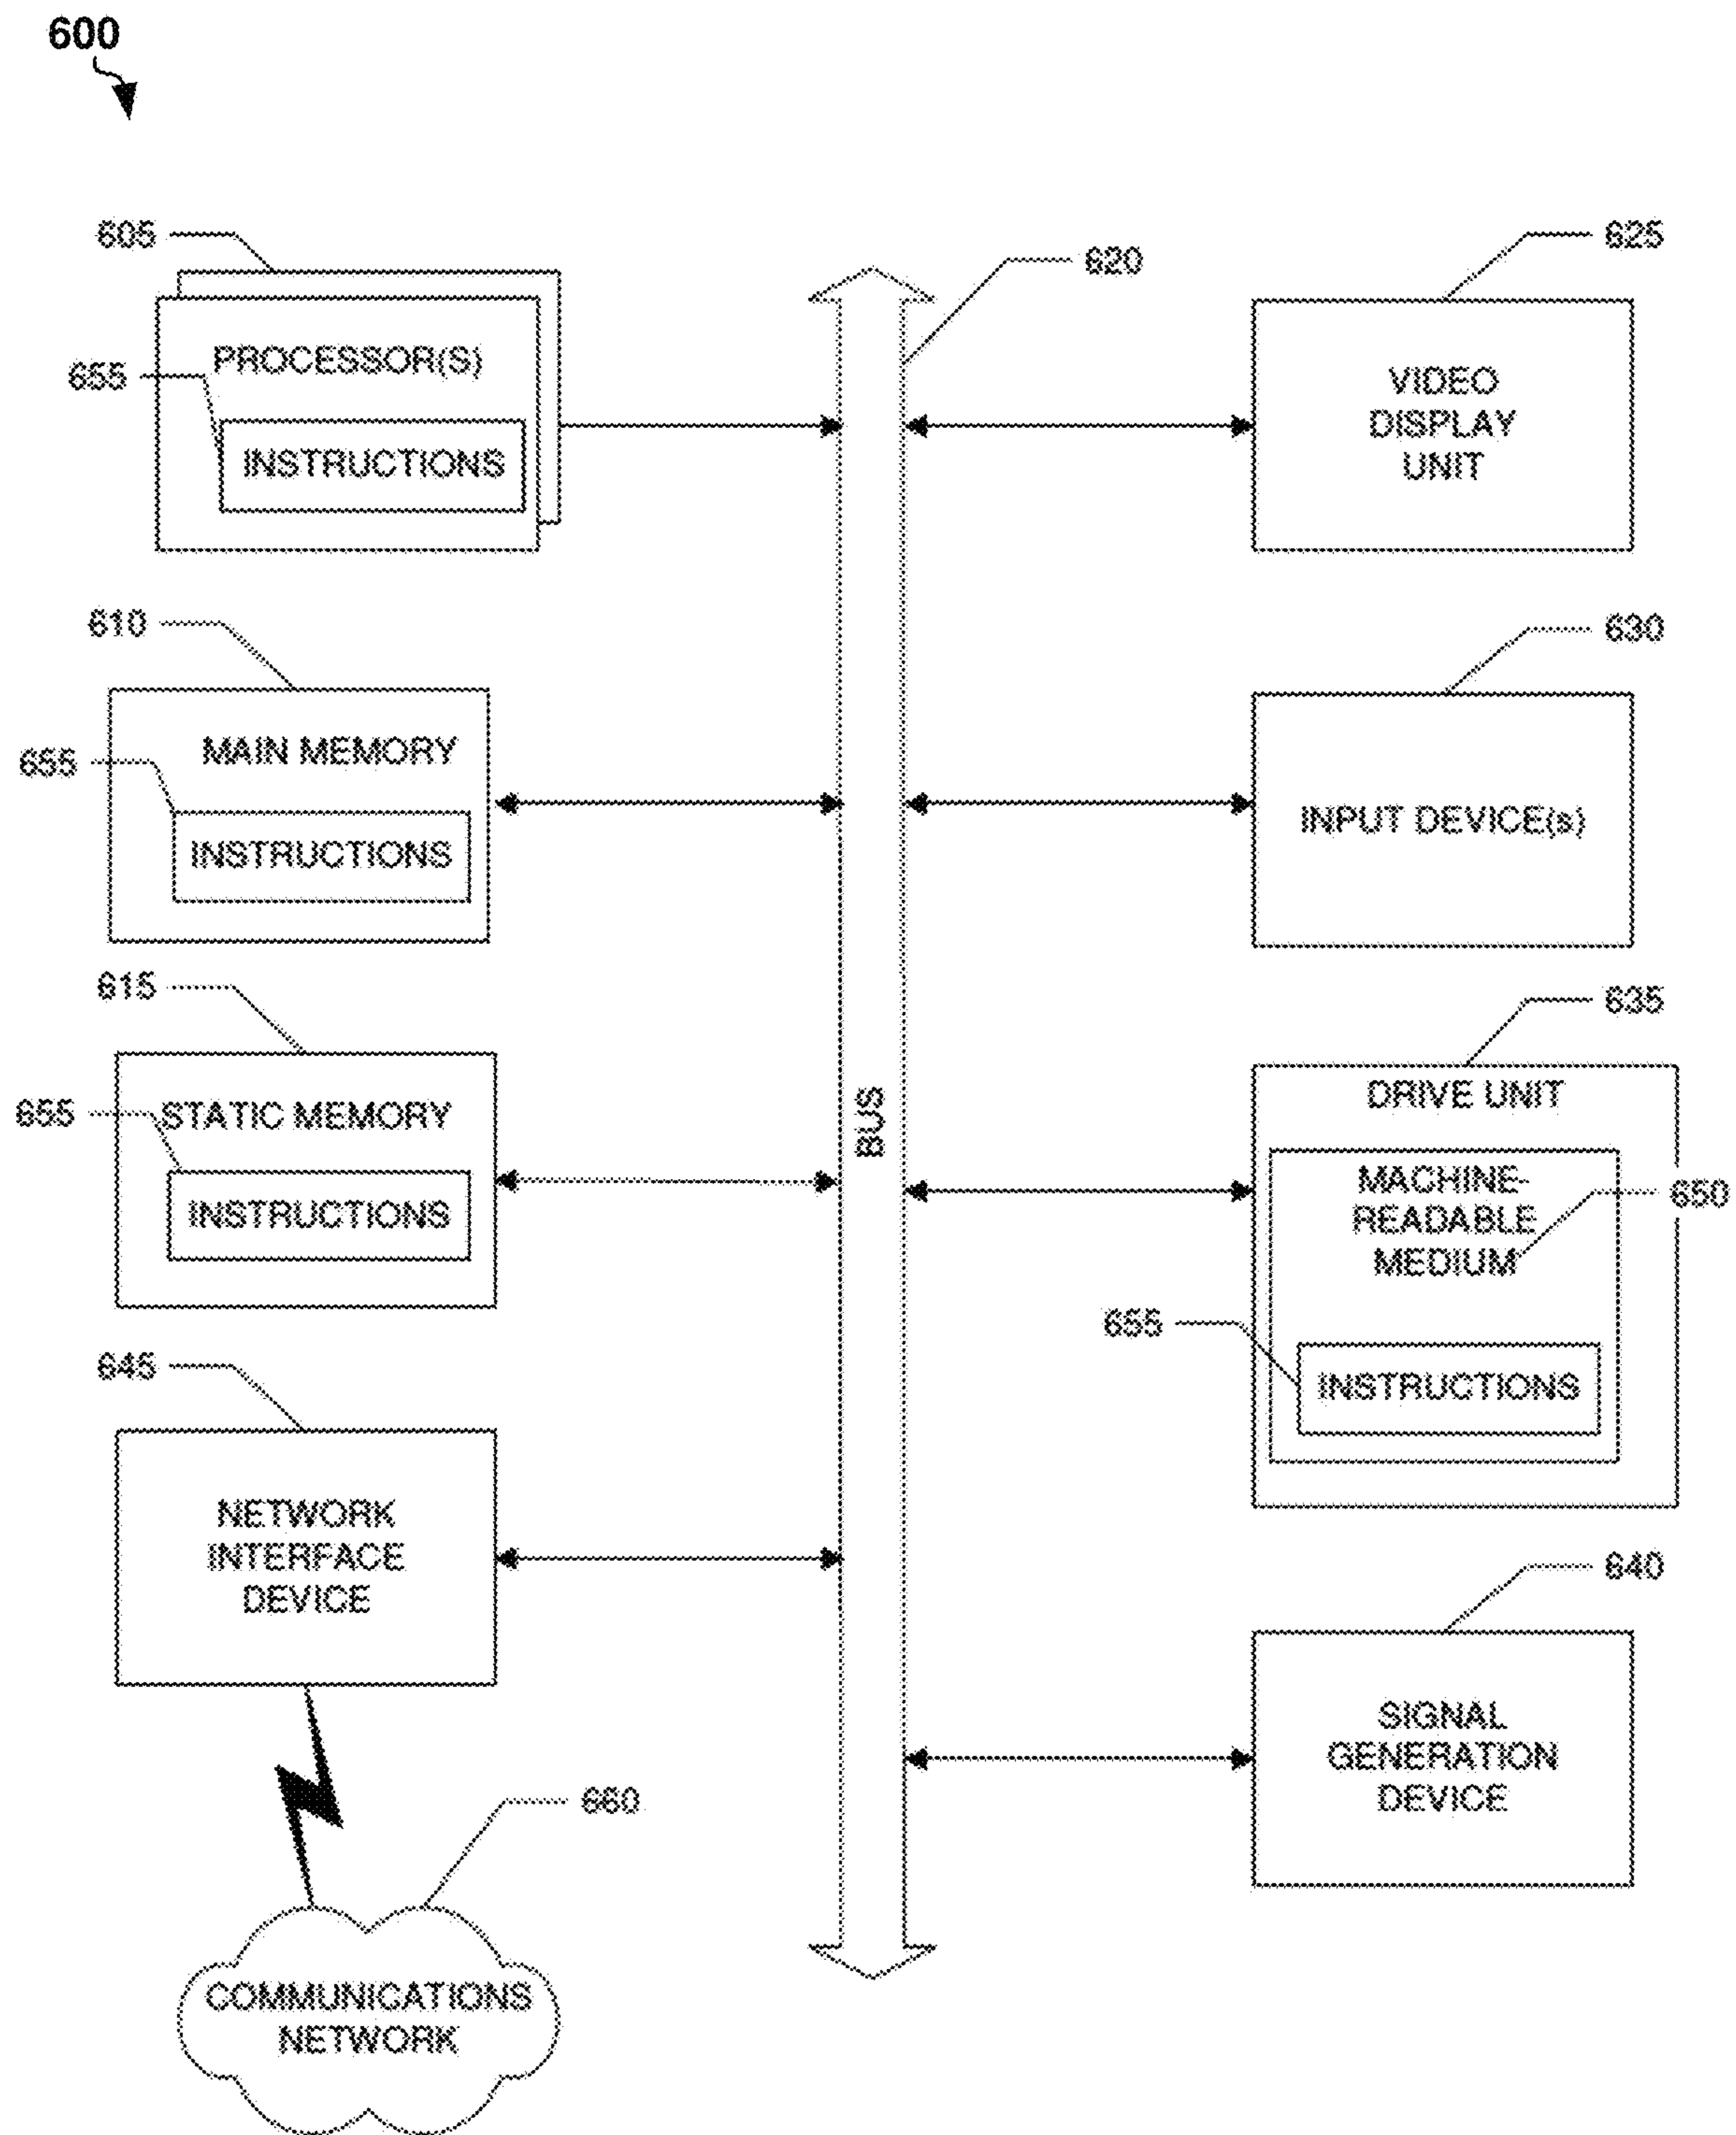 600
605
620
625
PROCESSOR(S)
655
INSTRUCTIONS
VIDEO
DISPLAY
UNIT
610
630
MAIN MEMORY
655
INSTRUCTIONS
INPUT DEVICE(s)
615
635
STATIC MEMORY
655
INSTRUCTIONS
BUS
DRIVE UNIT
MACHINE-
READABLE
MEDIUM
650
655
INSTRUCTIONS
645
NETWORK
INTERFACE
DEVICE
640
SIGNAL
GENERATION
DEVICE
660
COMMUNICATIONS
NETWORK